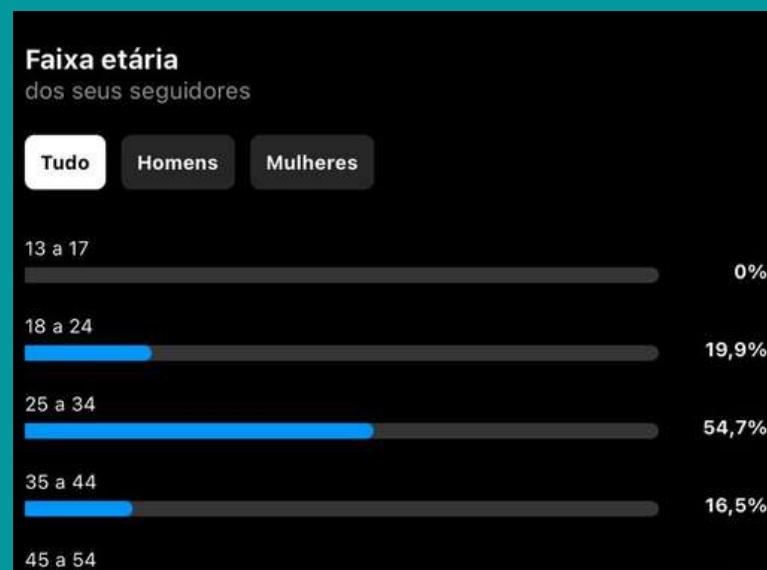 Faixa etária
dos seus seguidores
Tudo Homens Mulheres
13 a 17
0%
18 a 24
19,9%
25 a 34
54,7%
35 a 44
16,5%
45 a 54